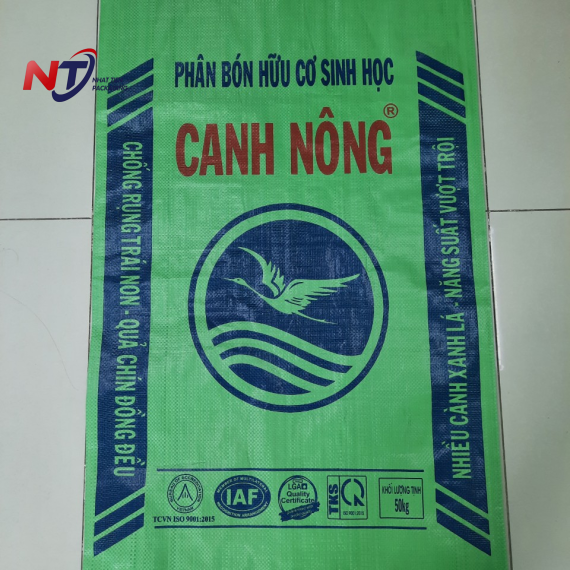 NT
PHÂN BÓN HỮU CƠ SINH HỌC
CANH NÔNG®
CHỐNG RỤNG TRÁI NON - QUẢ CHÍN ĐỒNG ĐỀU
NHIỀU CÀNH XANH LÁ - NĂNG SUẤT VƯỢT TRỘI
TCVN ISO 9001:2015
IAF
LGAD
Quality
Certificate
TKS
KHỐI LƯỢNG TỊNH
50kg